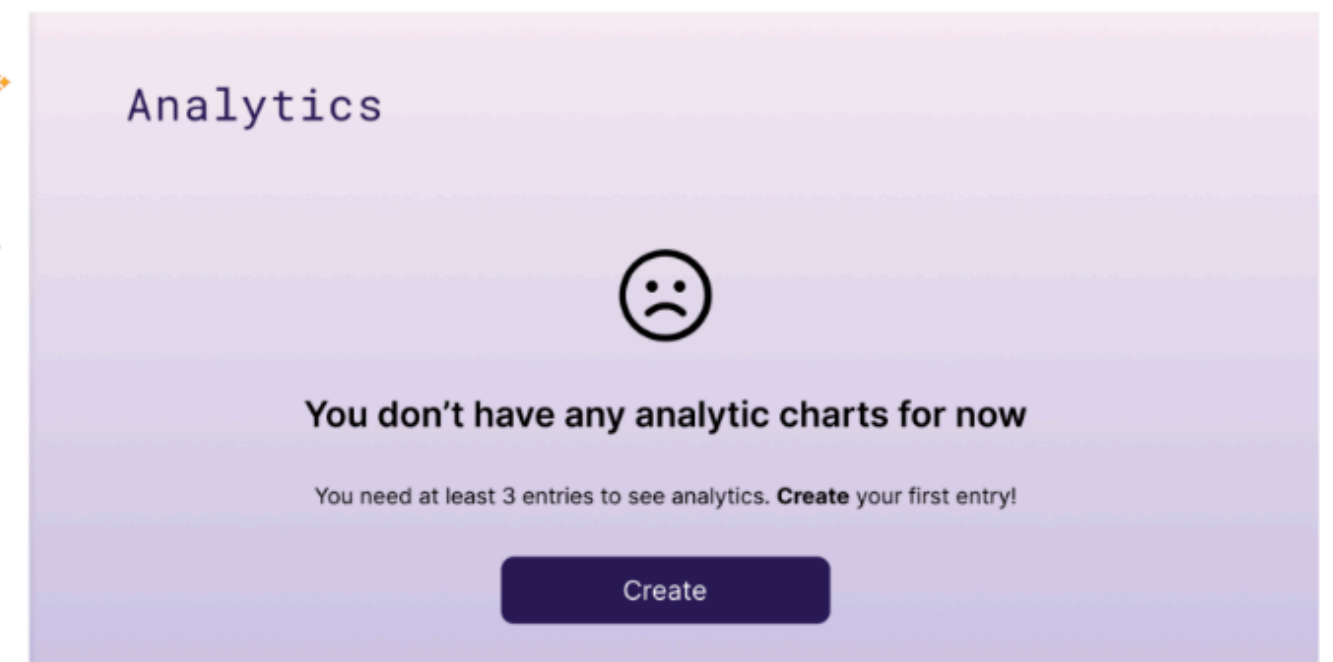 Analytics
You don’t have any analytic charts for now
You need at least 3 entries to see analytics. Create your first entry!
Create